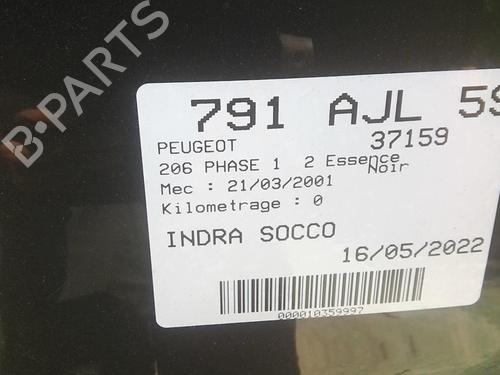 B-PARTS
791 AJL 59
PEUGEOT 37159
206 PHASE 1 2 Essence
Noir
Mec : 21/03/2001
Kilometrage : 0
INDRA SOCCO
16/05/2022
000010359997